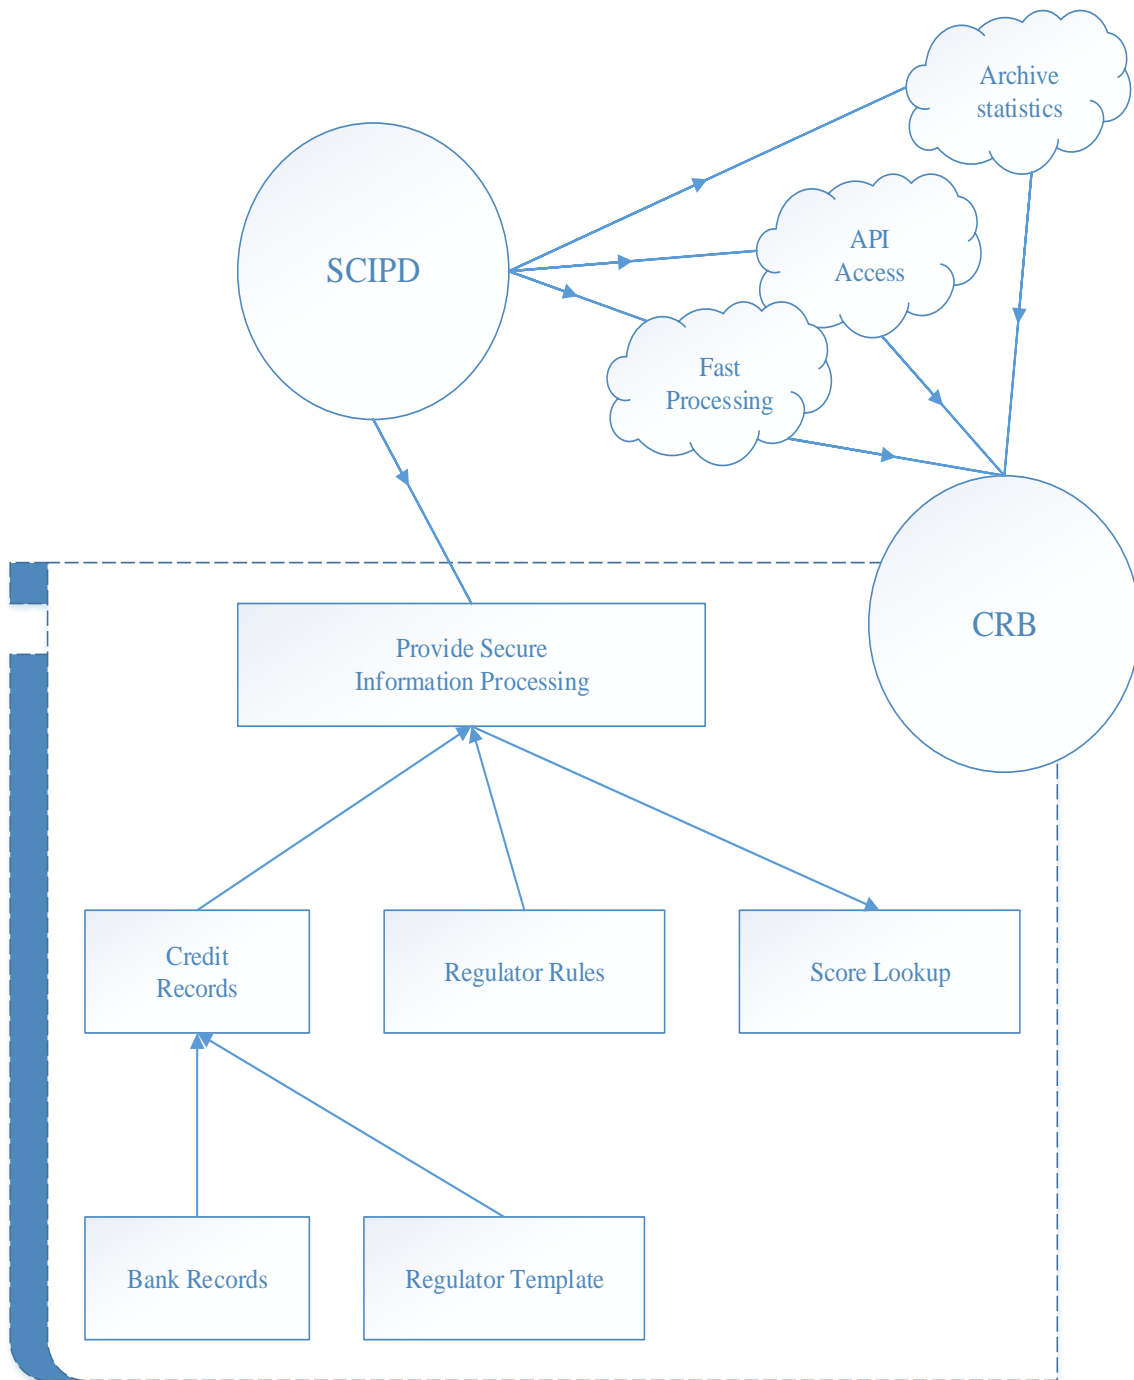 Archive
statistics
SCIPD
API
Access
Fast
Processing
CRB
Provide Secure
Information Processing
Credit
Records
Regulator Rules
Score Lookup
Bank Records
Regulator Template